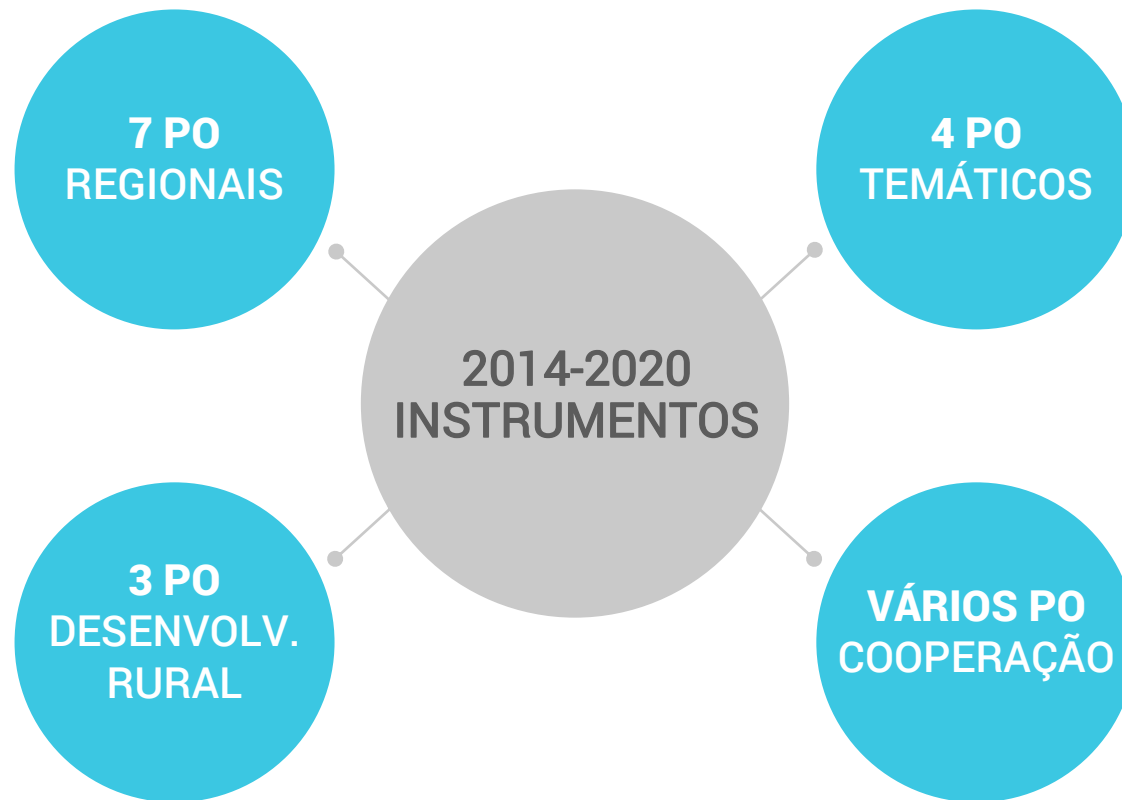 7 PO
REGIONAIS
4 PO
TEMÁTICOS
2014-2020
INSTRUMENTOS
3 PO
DESENVOLV.
RURAL
VÁRIOS PO
COOPERAÇÃO